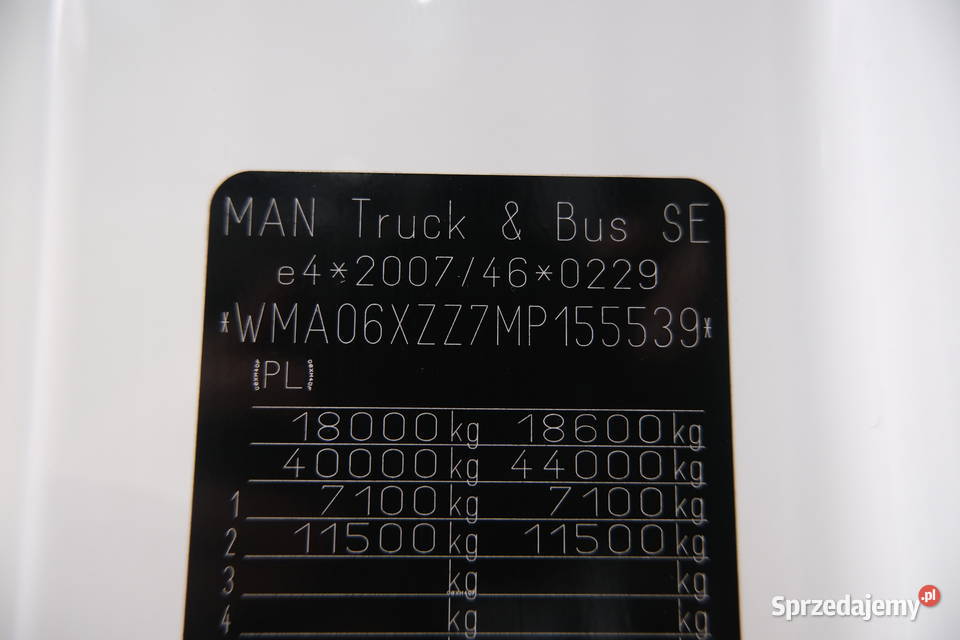 MAN Truck & Bus SE
e4*2007/46*0229
*WMA06XZZ7MP155539*
PL
18000kg 18600kg
40000kg 44000kg
1 7100kg 7100kg
2 11500kg 11500kg
3 kg kg
4 kg kg
Sprzedajemy.pl